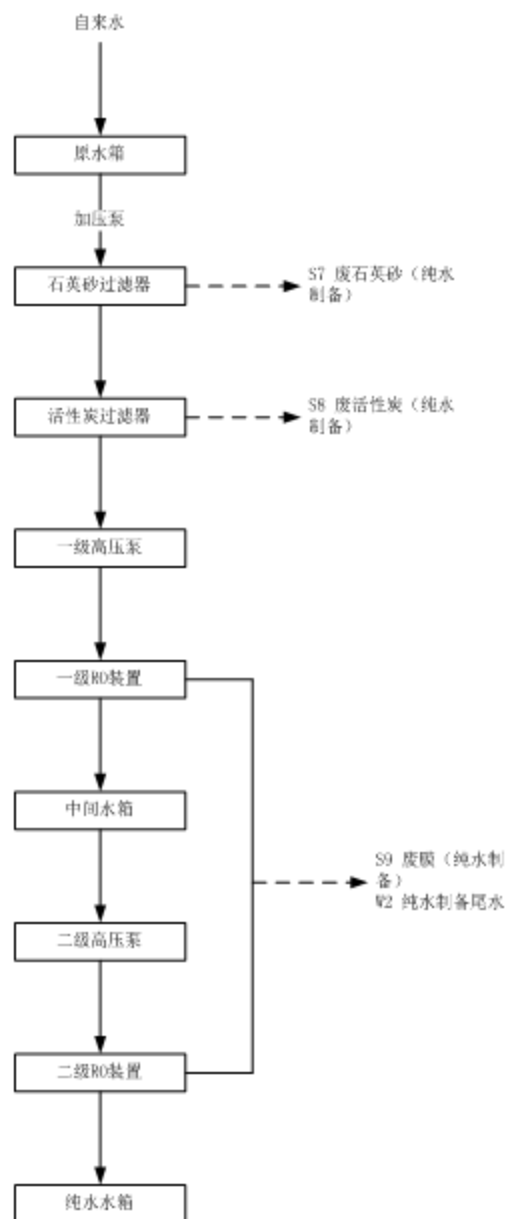 自来水
原水箱
加压泵
石英砂过滤器
S7 废石英砂（纯水
制备）
活性炭过滤器
S8 废活性炭（纯水
制备）
一级高压泵
一级RO装置
中间水箱
S9 废膜（纯水制
备）
W2 纯水制备尾水
二级高压泵
二级RO装置
纯水水箱